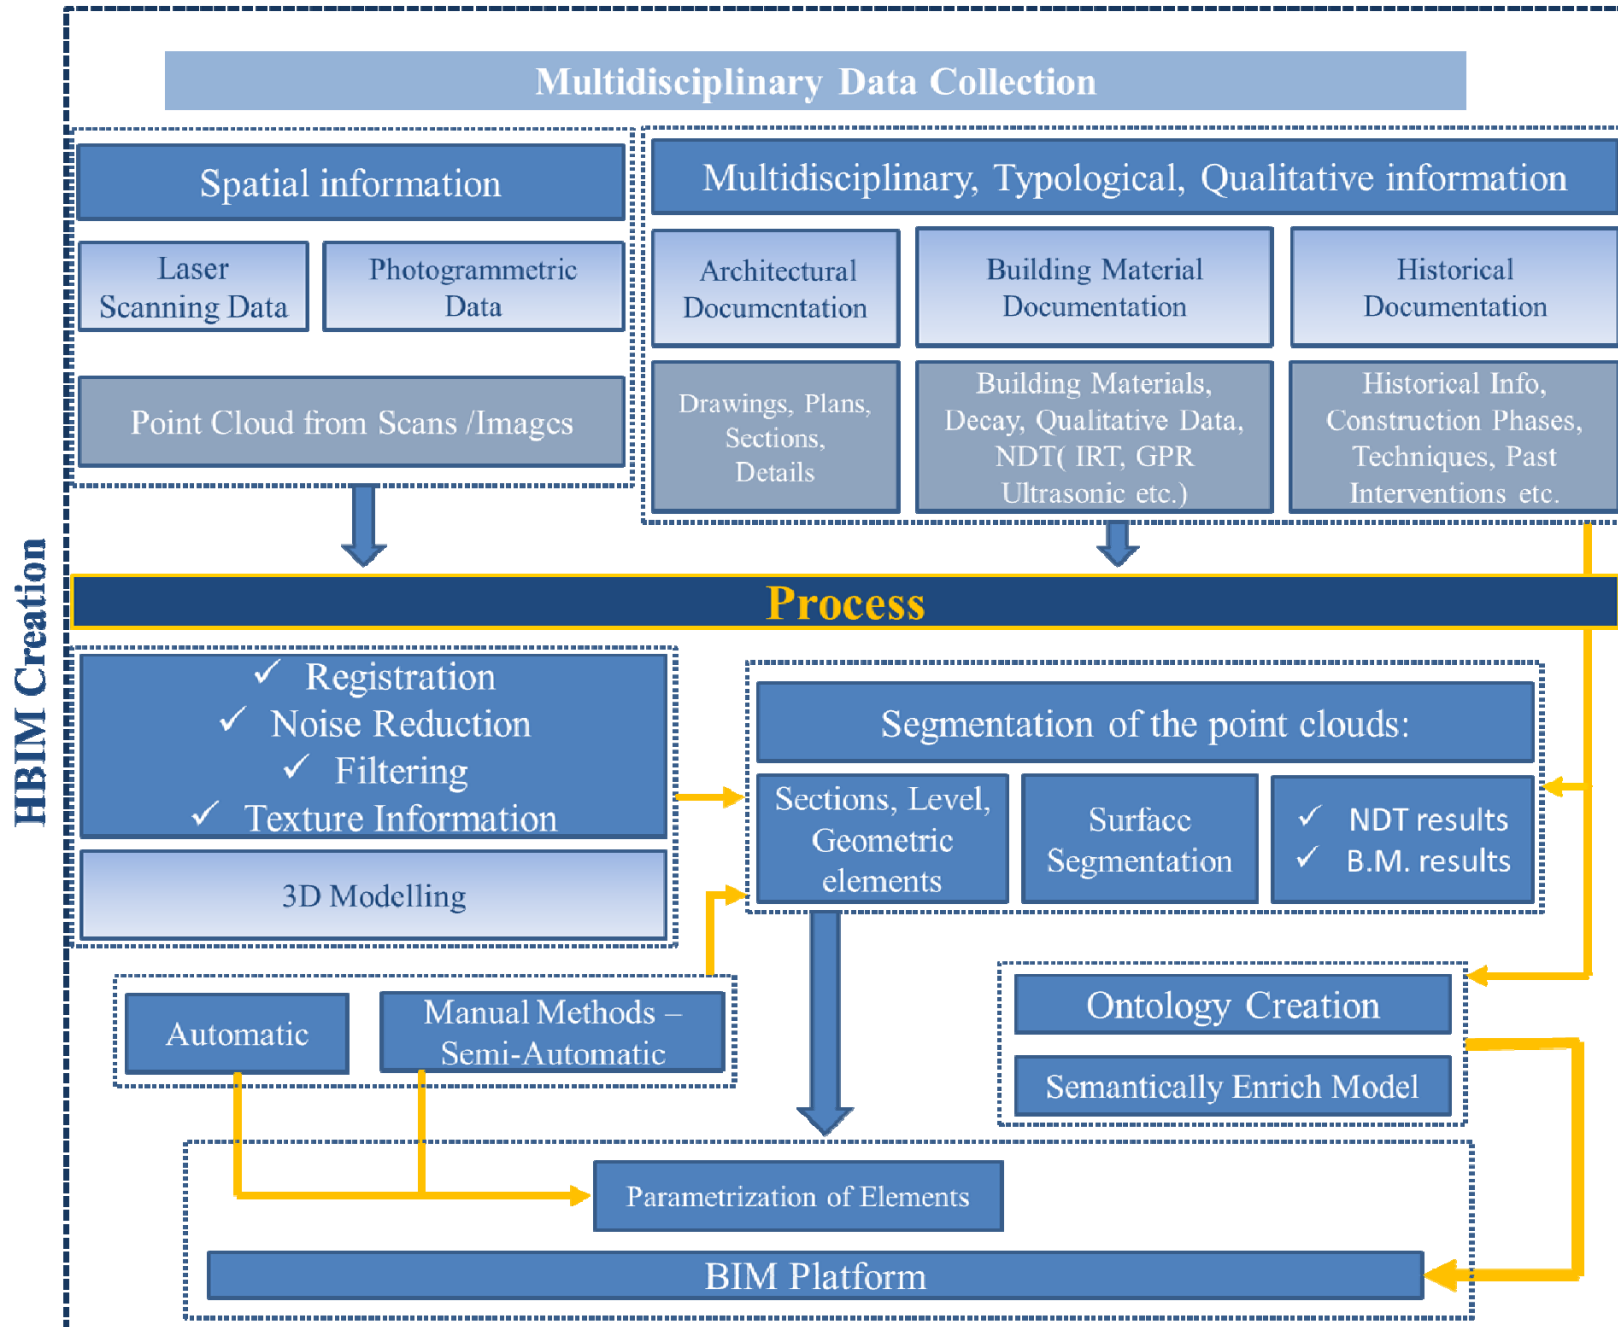 HBIM Creation
Multidisciplinary Data Collection
Spatial information
Laser
Scanning Data
Photogrammetric
Data
Point Cloud from Scans /Images
Multidisciplinary, Typological, Qualitative information
Architectural
Documentation
Building Material
Documentation
Historical
Documentation
Drawings, Plans,
Sections,
Details
Building Materials,
Decay, Qualitative Data,
NDT( IRT, GPR
Ultrasonic etc.)
Historical Info,
Construction Phases,
Techniques, Past
Interventions etc.
Process
✓ Registration
✓ Noise Reduction
✓ Filtering
✓ Texture Information
3D Modelling
Segmentation of the point clouds:
Sections, Level,
Geometric
elements
Surface
Segmentation
✓ NDT results
✓ B.M. results
Automatic
Manual Methods –
Semi-Automatic
Ontology Creation
Semantically Enrich Model
Parametrization of Elements
BIM Platform